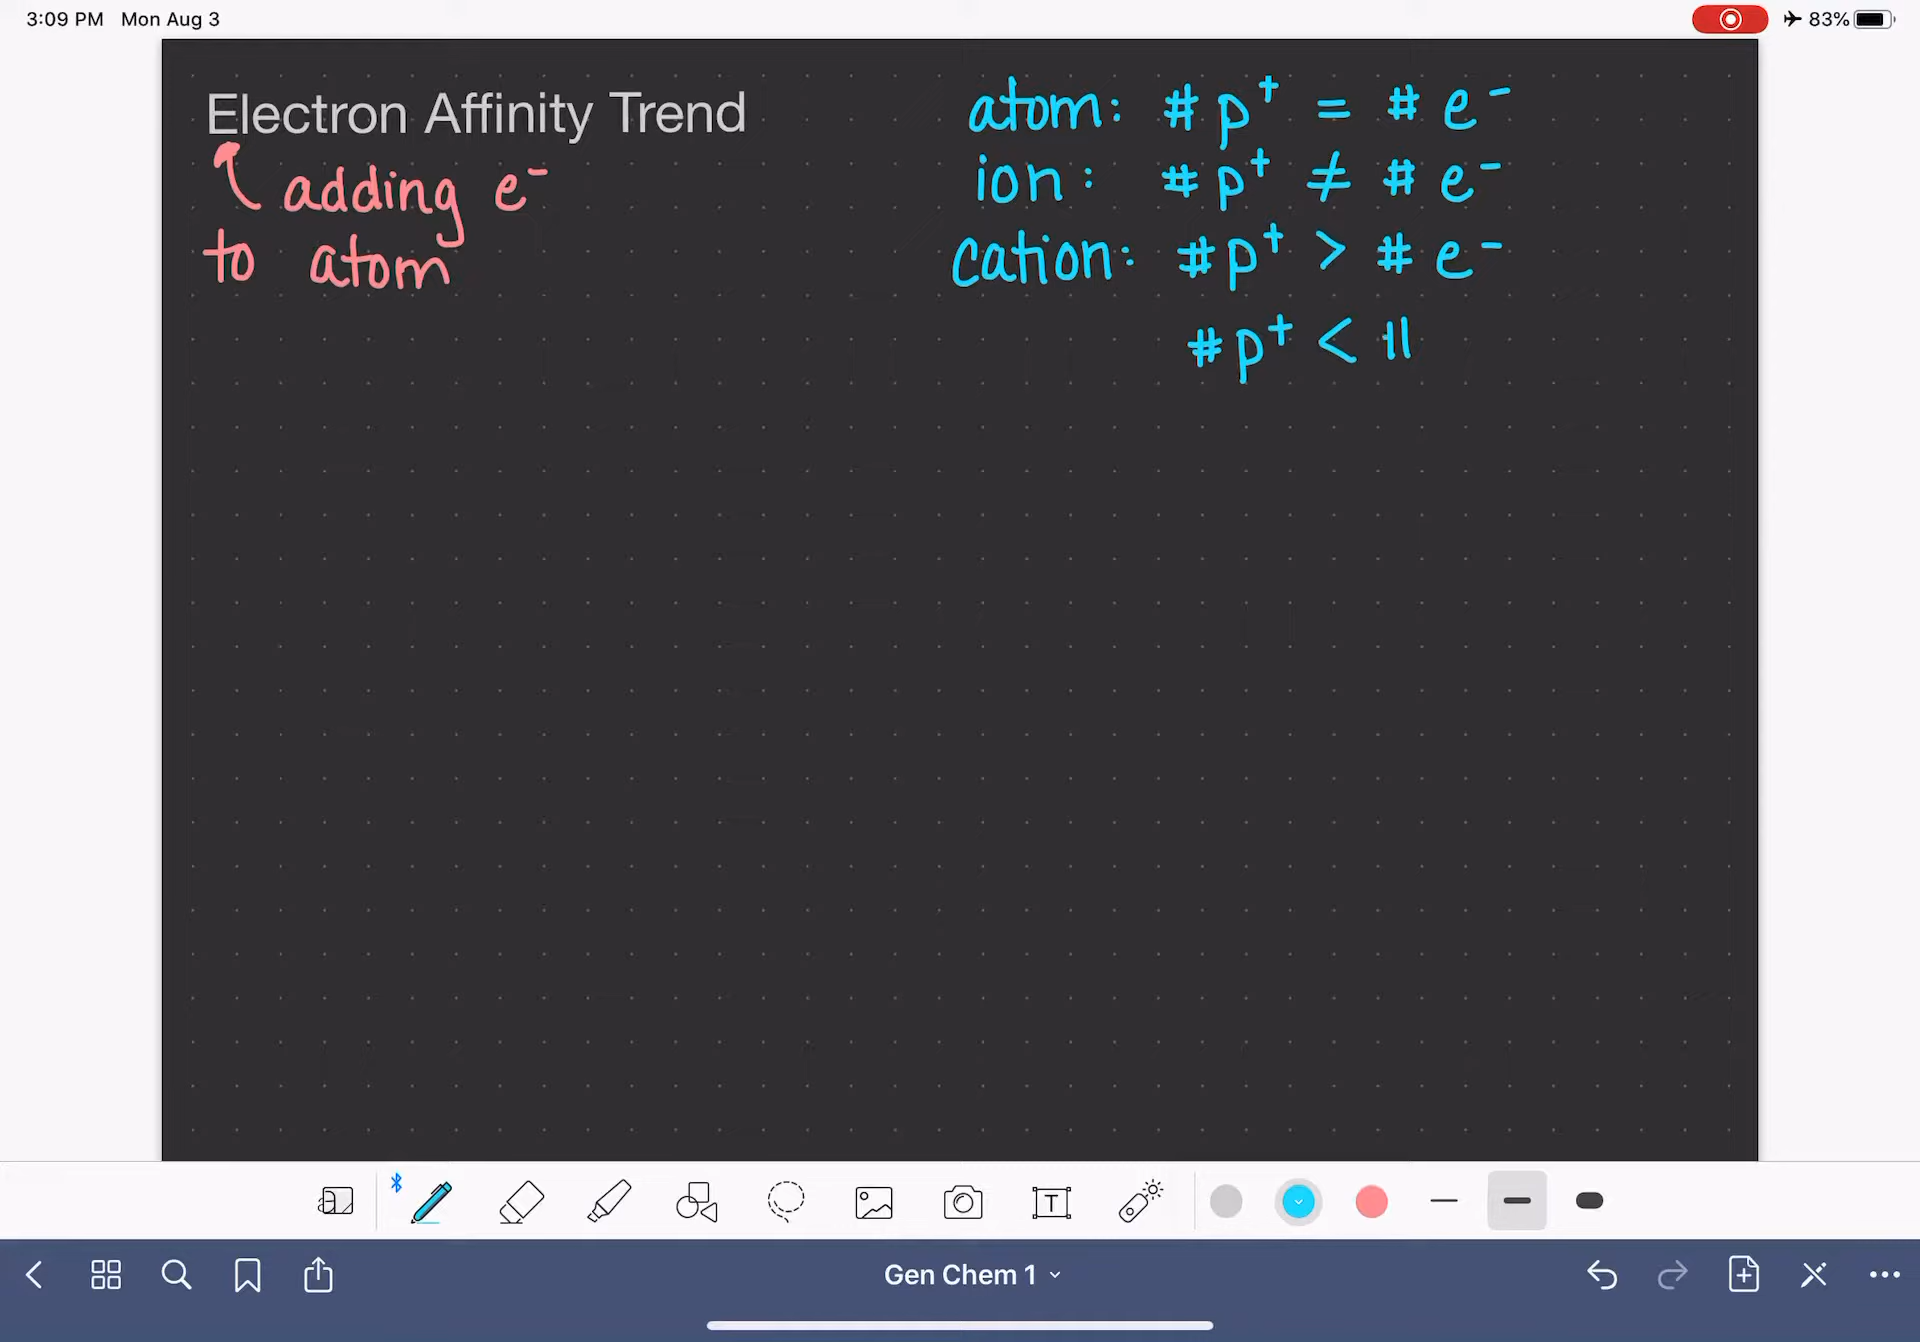 3:09 PM Mon Aug 3
83%
Electron Affinity Trend
adding e⁻
to atom
atom: # p⁺ = # e⁻
ion: # p⁺ ≠ # e⁻
cation: # p⁺ > # e⁻
# p⁺ <
T
Gen Chem 1